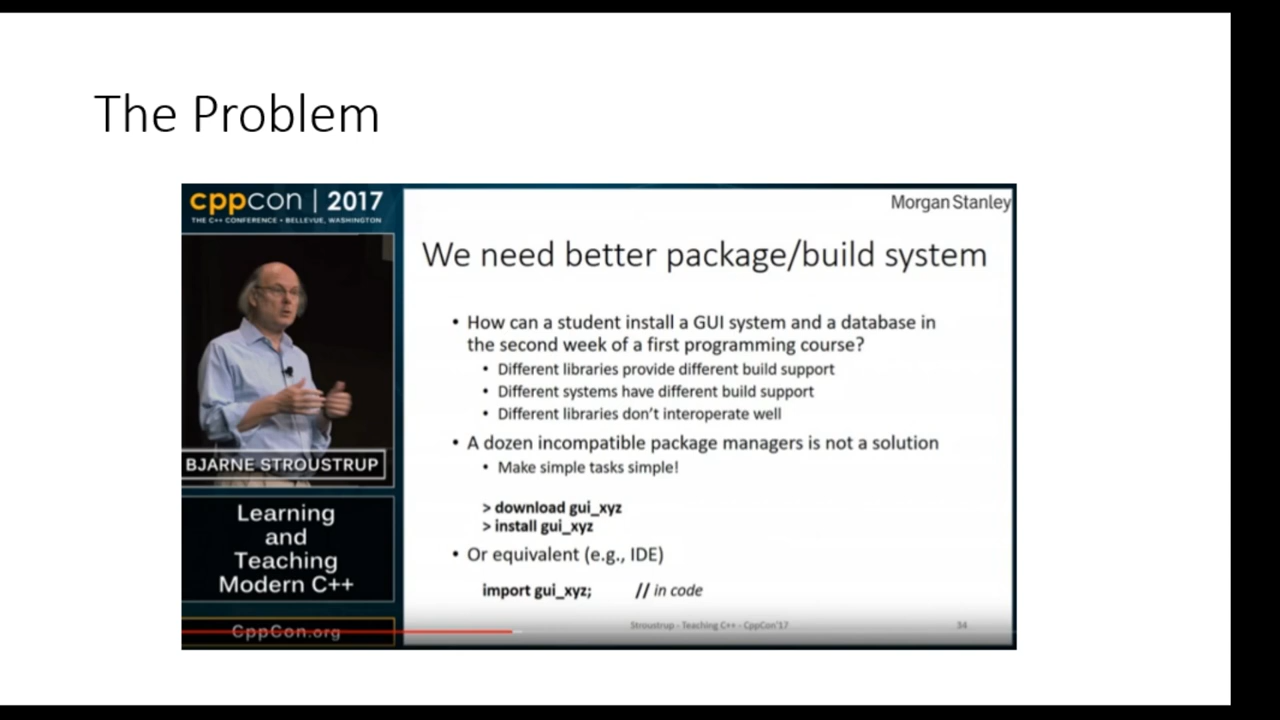 The Problem
cppcon | 2017
THE C++ CONFERENCE • BELLEVUE, WASHINGTON
BJARNE STROUSTRUP
Learning
and
Teaching
Modern C++
CppCon.org
Morgan Stanley
We need better package/build system
• How can a student install a GUI system and a database in
the second week of a first programming course?
• Different libraries provide different build support
• Different systems have different build support
• Different libraries don't interoperate well
• A dozen incompatible package managers is not a solution
• Make simple tasks simple!
> download gui_xyz
> install gui_xyz
• Or equivalent (e.g., IDE)
import gui_xyz; // in code
Stroustrup - Teaching C++ - CppCon'17 54